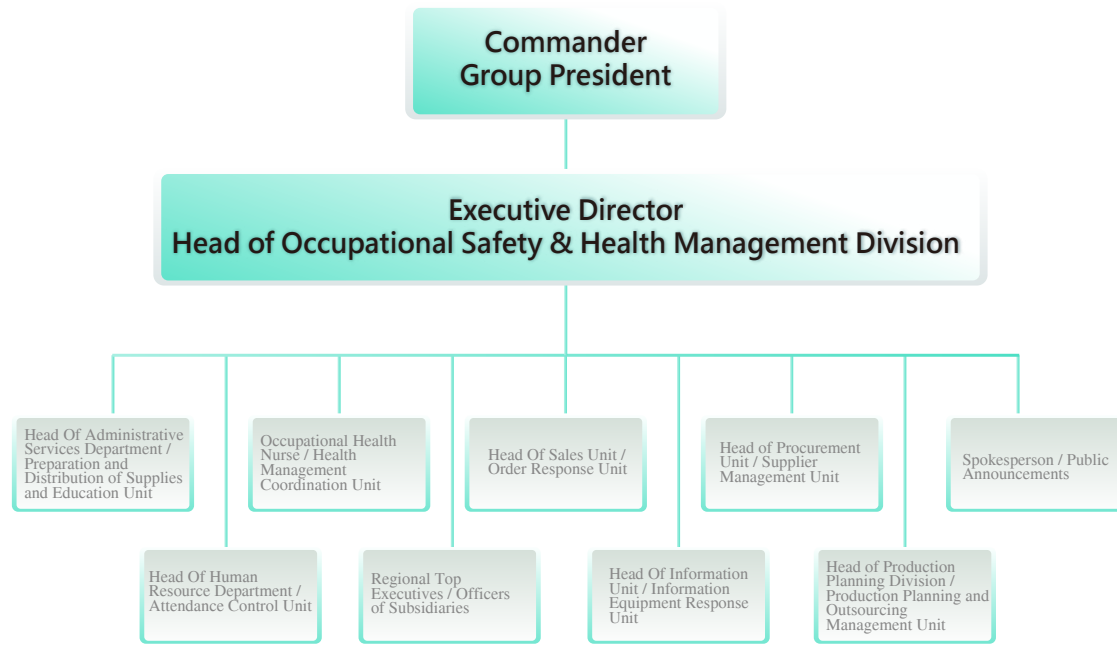 Commander
Group President
Executive Director
Head of Occupational Safety & Health Management Division
Head Of Administrative
Services Department /
Preparation and
Distribution of Supplies
and Education Unit
Occupational Health
Nurse / Health
Management
Coordination Unit
Head Of Sales Unit /
Order Response Unit
Head of Procurement
Unit / Supplier
Management Unit
Spokesperson / Public
Announcements
Head Of Human
Resource Department /
Attendance Control Unit
Regional Top
Executives / Officers
of Subsidiaries
Head Of Information
Unit / Information
Equipment Response
Unit
Head of Production
Planning Division /
Production Planning and
Outsourcing
Management Unit